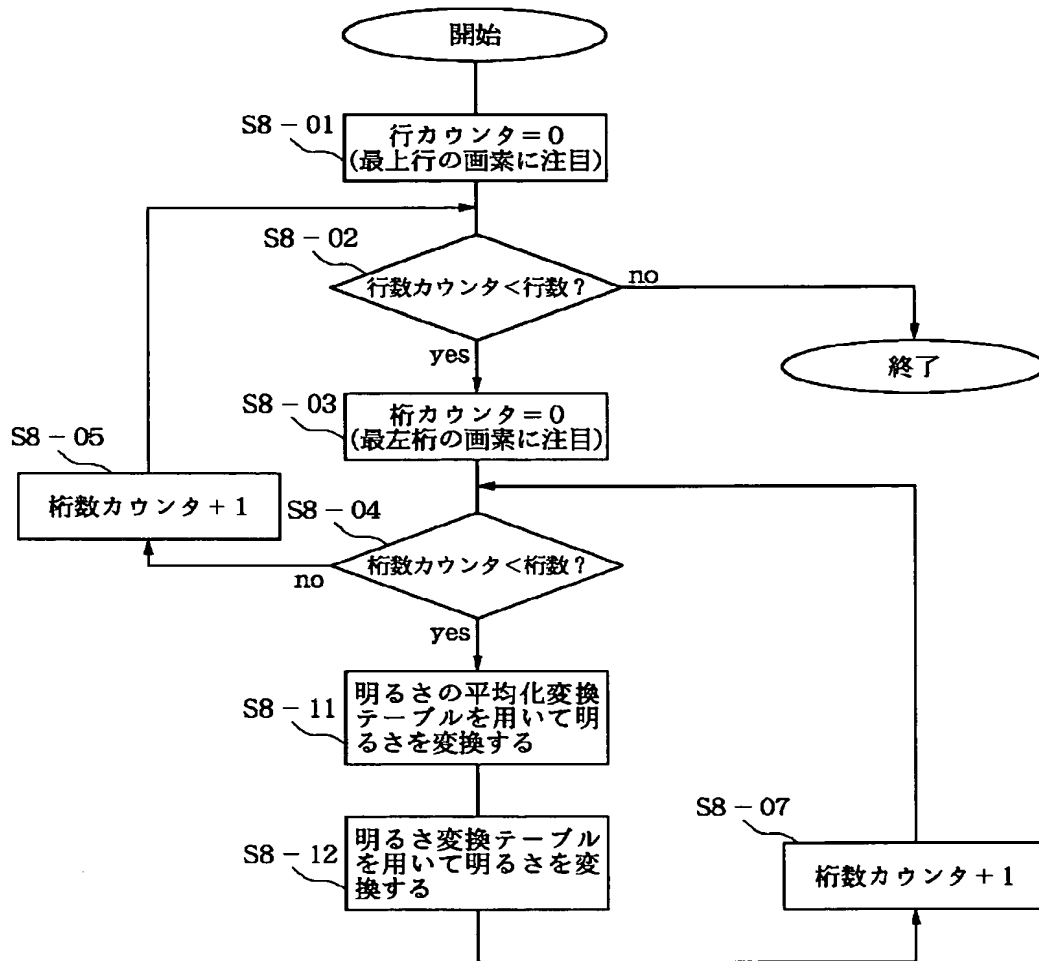 開始
S8-01
行カウンタ=0
(最上行の画素に注目)
S8-02
行数カウンタ<行数?
no
終了
yes
S8-03
桁カウンタ=0
(最左桁の画素に注目)
S8-05
桁数カウンタ+1
S8-04
桁数カウンタ<桁数?
no
yes
S8-11
明るさの平均化変換
テーブルを用いて明
るさを変換する
S8-12
明るさ変換テーブル
を用いて明るさを変
換する
S8-07
桁数カウンタ+1